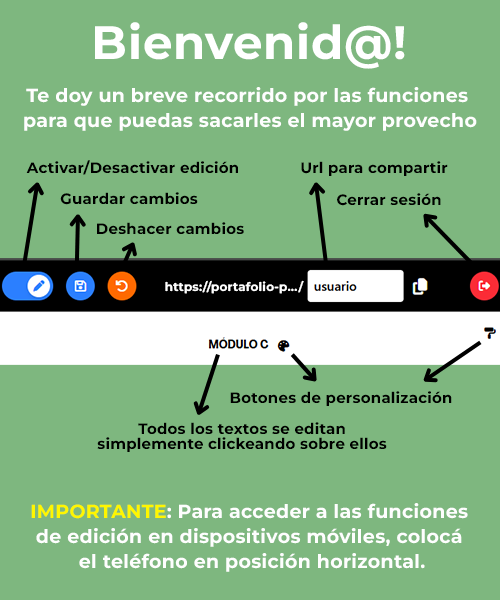 Bienvenid@!
Te doy un breve recorrido por las funciones
para que puedas sacarles el mayor provecho
Activar/Desactivar edición
Url para compartir
Guardar cambios
Cerrar sesión
Deshacer cambios
https://portafolio-p.../ usuario
MÓDULO C
Botones de personalización
Todos los textos se editan
simplemente clickeando sobre ellos
IMPORTANTE: Para acceder a las funciones
de edición en dispositivos móviles, colocá
el teléfono en posición horizontal.